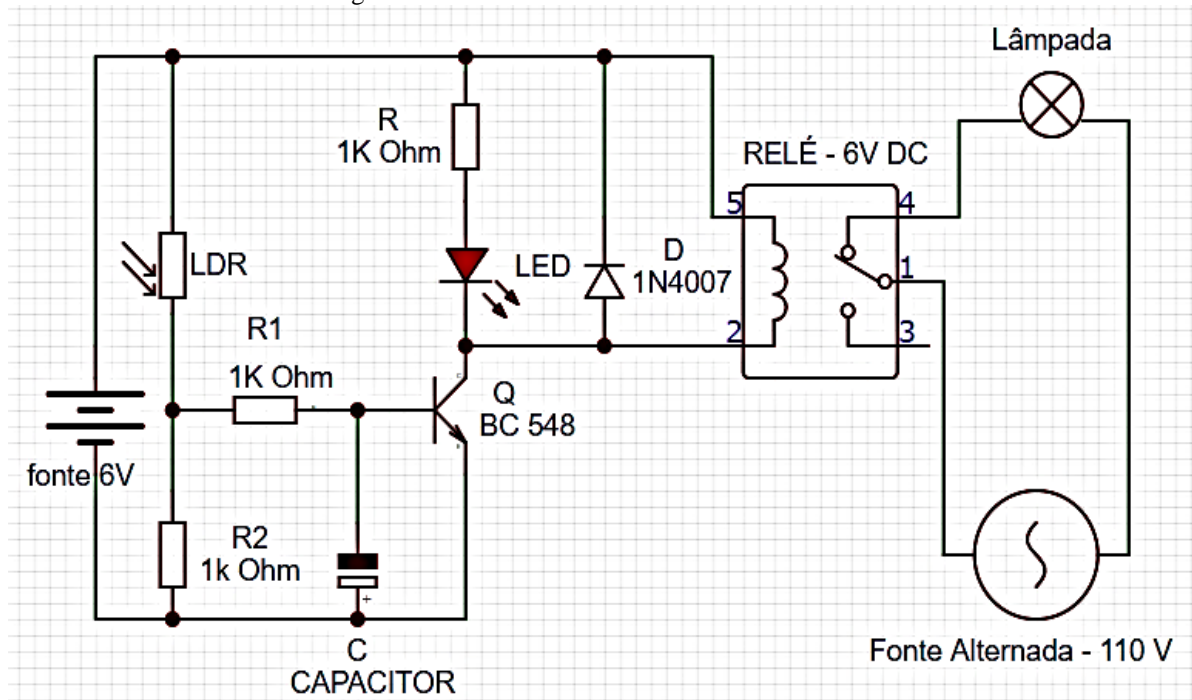 Lâmpada
R
1K Ohm
RELÉ - 6V DC
5
4
LDR
LED
D
1N4007
1
R1
1K Ohm
2
3
Q
BC 548
fonte 6V
R2
1k Ohm
+
C
CAPACITOR
Fonte Alternada - 110 V